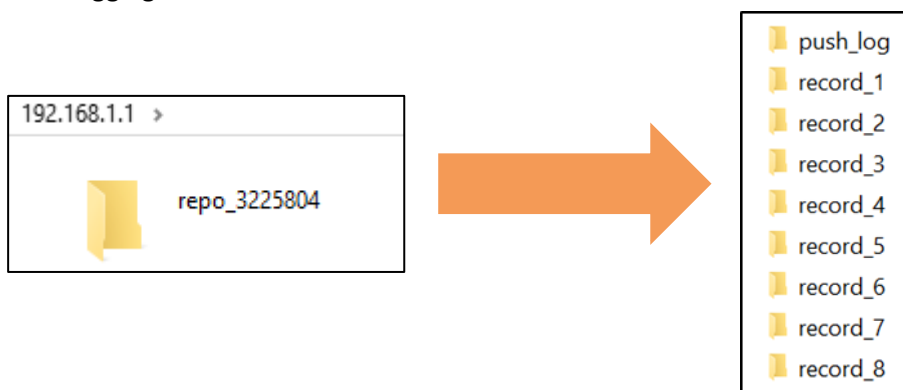 192.168.1.1 >
repo_3225804
push_log
record_1
record_2
record_3
record_4
record_5
record_6
record_7
record_8